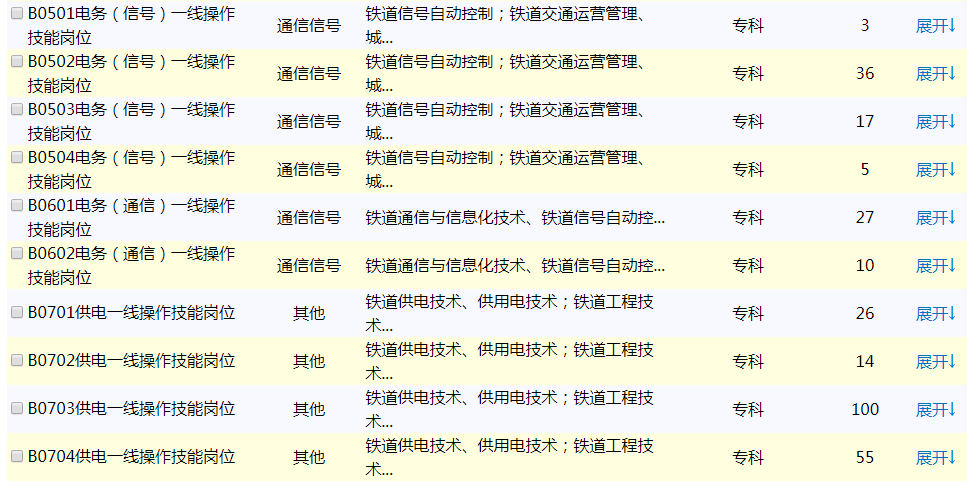 B0501电务（信号）一线操作
技能岗位
通信信号
铁道信号自动控制；铁道交通运营管理、
城...
专科
3
展开↓
B0502电务（信号）一线操作
技能岗位
通信信号
铁道信号自动控制；铁道交通运营管理、
城...
专科
36
展开↓
B0503电务（信号）一线操作
技能岗位
通信信号
铁道信号自动控制；铁道交通运营管理、
城...
专科
17
展开↓
B0504电务（信号）一线操作
技能岗位
通信信号
铁道信号自动控制；铁道交通运营管理、
城...
专科
5
展开↓
B0601电务（通信）一线操作
技能岗位
通信信号
铁道通信与信息化技术、铁道信号自动控...
专科
27
展开↓
B0602电务（通信）一线操作
技能岗位
通信信号
铁道通信与信息化技术、铁道信号自动控...
专科
10
展开↓
B0701供电一线操作技能岗位
其他
铁道供电技术、供用电技术；铁道工程技
术...
专科
26
展开↓
B0702供电一线操作技能岗位
其他
铁道供电技术、供用电技术；铁道工程技
术...
专科
14
展开↓
B0703供电一线操作技能岗位
其他
铁道供电技术、供用电技术；铁道工程技
术...
专科
100
展开↓
B0704供电一线操作技能岗位
其他
铁道供电技术、供用电技术；铁道工程技
术...
专科
55
展开↓